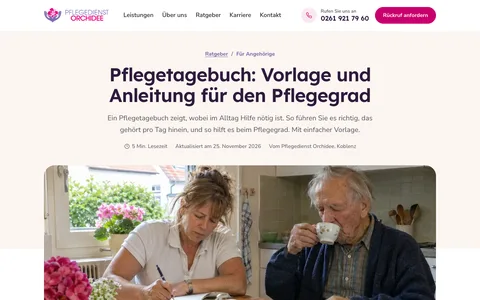 PFLEGEDIENST
ORCHIDEE
Leistungen Über uns Ratgeber Karriere Kontakt
Rufen Sie uns an
0261 921 79 60
Rückruf anfordern
Ratgeber / Für Angehörige
Pflegetagebuch: Vorlage und
Anleitung für den Pflegegrad
Ein Pflegetagebuch zeigt, wobei im Alltag Hilfe nötig ist. So führen Sie es richtig, das
gehört pro Tag hinein, und so hilft es beim Pflegegrad. Mit einfacher Vorlage.
5 Min. Lesezeit Aktualisiert am 25. November 2026 Vom Pflegedienst Orchidee, Koblenz